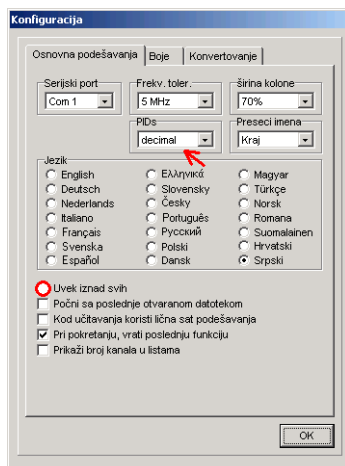 Konfiguracija
Osnovna podešavanja Boje Konvertovanje
Serijski port Frekv. toler. širina kolone
Com 1 5 MHz 70%
PIDs Preseci imena
decimal Kraj
Jezik
English Ελληνικά Magyar
Deutsch Slovensky Türkçe
Nederlands Česky Norsk
Italiano Português Romana
Français Русский Suomalainen
Svenska Polski Hrvatski
Español Dansk Srpski
Uvek iznad svih
Počni sa poslednje otvaranom datotekom
Kod učitavanja koristi lična sat podešavanja
Pri pokretanju, vrati poslednju funkciju
Prikaži broj kanala u listama
OK